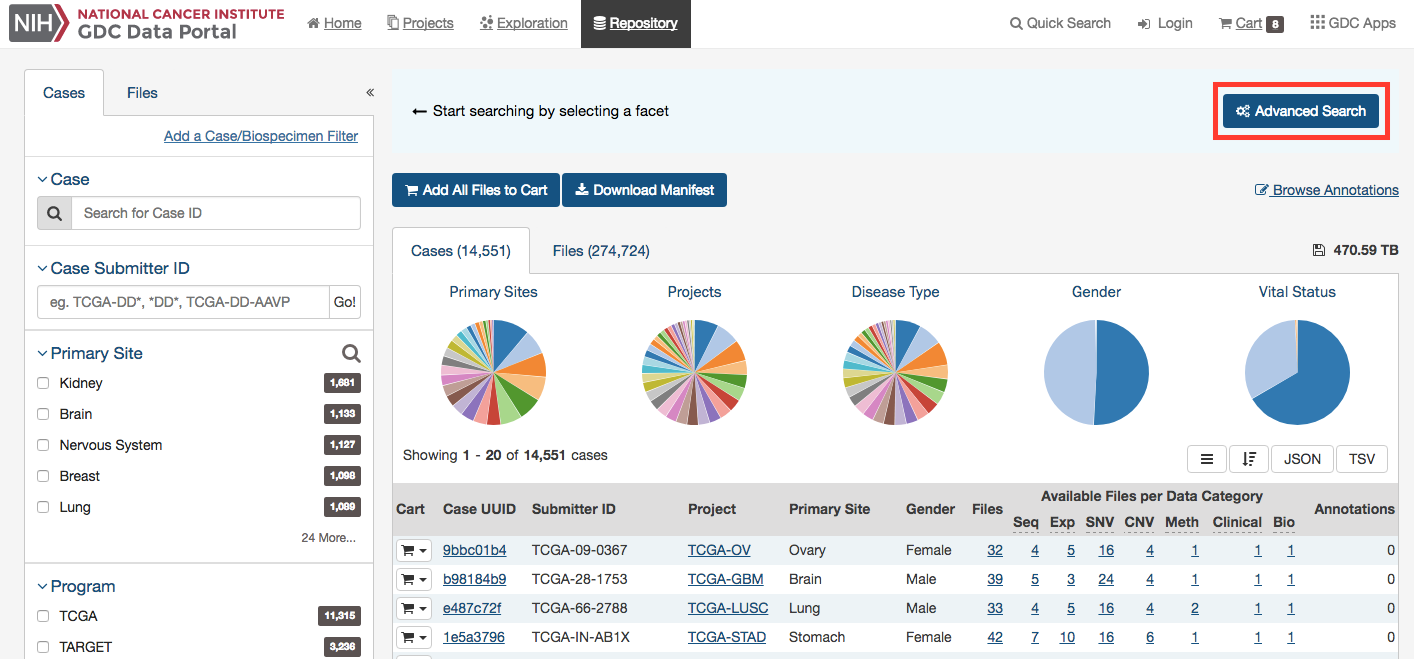 NIH NATIONAL CANCER INSTITUTE
GDC Data Portal
Home Projects Exploration Repository Quick Search Login Cart 8 GDC Apps
Cases Files «
Add a Case/Biospecimen Filter
Case
Search for Case ID
Case Submitter ID
eg. TCGA-DD*, *DD*, TCGA-DD-AAVP Go!
Primary Site
Kidney 1,681
Brain 1,133
Nervous System 1,127
Breast 1,098
Lung 1,089
24 More...
Program
TCGA 11,315
TARGET 3,236
← Start searching by selecting a facet Advanced Search
Add All Files to Cart Download Manifest Browse Annotations
Cases (14,551) Files (274,724) 470.59 TB
Primary Sites Projects Disease Type Gender Vital Status
Showing 1 - 20 of 14,551 cases
JSON TSV
Available Files per Data Category
Cart Case UUID Submitter ID Project Primary Site Gender Files Seq Exp SNV CNV Meth Clinical Bio Annotations
9bbc01b4 TCGA-09-0367 TCGA-OV Ovary Female 32 4 5 16 4 1 1 1 0
b98184b9 TCGA-28-1753 TCGA-GBM Brain Male 39 5 3 24 4 1 1 1 0
e487c72f TCGA-66-2788 TCGA-LUSC Lung Male 33 4 5 16 4 2 1 1 0
1e5a3796 TCGA-IN-AB1X TCGA-STAD Stomach Female 42 7 10 16 6 1 1 1 0